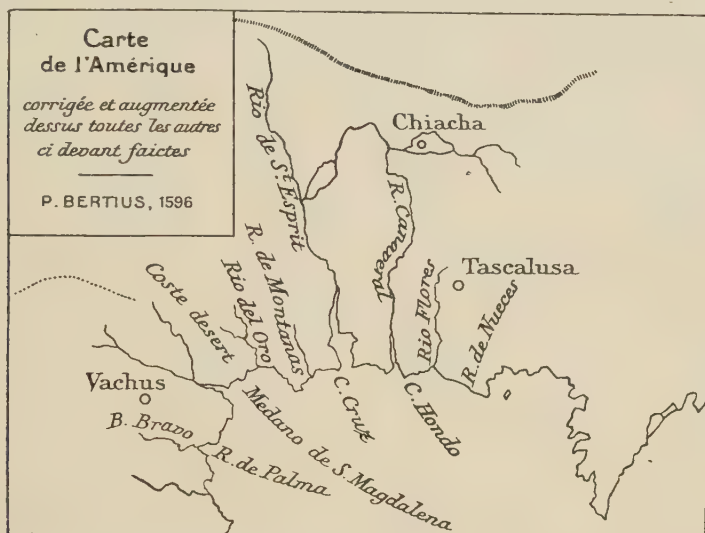 Carte
de l'Amérique
corrigée et augmentée
dessus toutes les autres
ci devant faictes
P. BERTIUS, 1596
Chiacha
Rio de St. Esprit
R. Canaveral
Tascalusa
R. de Montanas
Rio del Oro
Coste desert
Rio Flores
R. de Nueces
Vachus
B. Bravo
R. de Palma
Medano de S. Magdalena
C. Cruz
C. Hondo